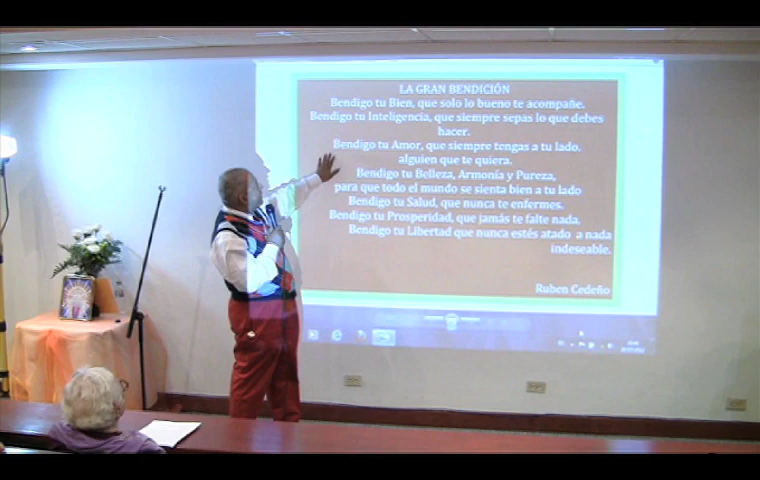 LA GRAN BENDICIÓN
Bendigo tu Bien, que solo lo bueno te acompañe.
Bendigo tu Inteligencia, que siempre sepas lo que debes
hacer.
Bendigo tu Amor, que siempre tengas a tu lado.
alguien que te quiera.
Bendigo tu Belleza, Armonía y Pureza,
para que todo el mundo se sienta bien a tu lado
Bendigo tu Salud, que nunca te enfermes.
Bendigo tu Prosperidad, que jamás te falte nada.
Bendigo tu Libertad que nunca estés atado a nada
indeseable.
Ruben Cedeño